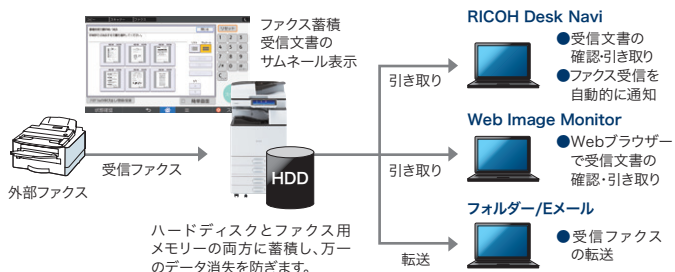 ファクス蓄積
受信文書の
サムネール表示
外部ファクス
受信ファクス
HDD
ハードディスクとファクス用
メモリーの両方に蓄積し、万一
のデータ消失を防ぎます。
引き取り
RICOH Desk Navi
●受信文書の
確認・引き取り
●ファクス受信を
自動的に通知
引き取り
Web Image Monitor
●Webブラウザー
で受信文書の
確認・引き取り
転送
フォルダー/Eメール
●受信ファクス
の転送